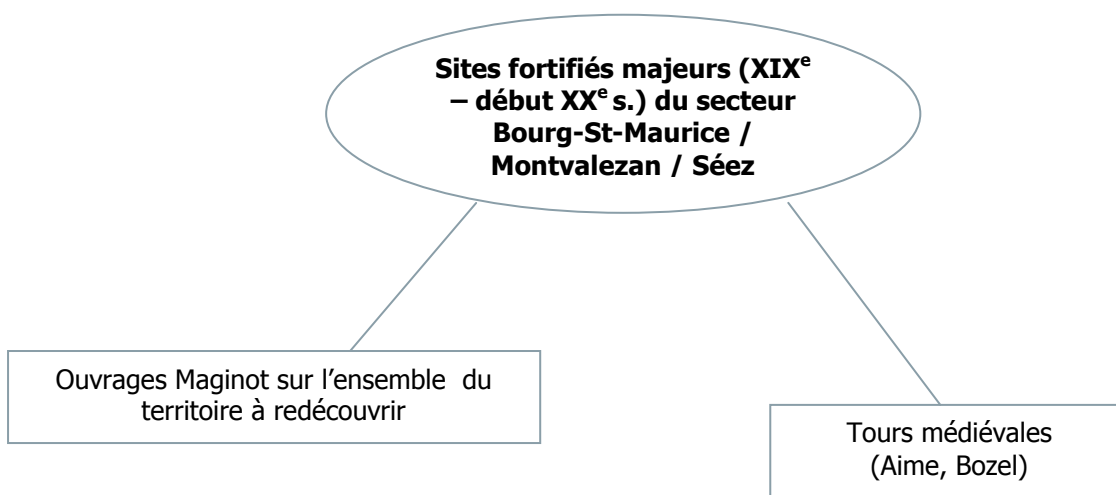 Sites fortifiés majeurs (XIXᵉ
– début XXᵉ s.) du secteur
Bourg-St-Maurice /
Montvalezan / Séez
Ouvrages Maginot sur l’ensemble du
territoire à redécouvrir
Tours médiévales
(Aime, Bozel)